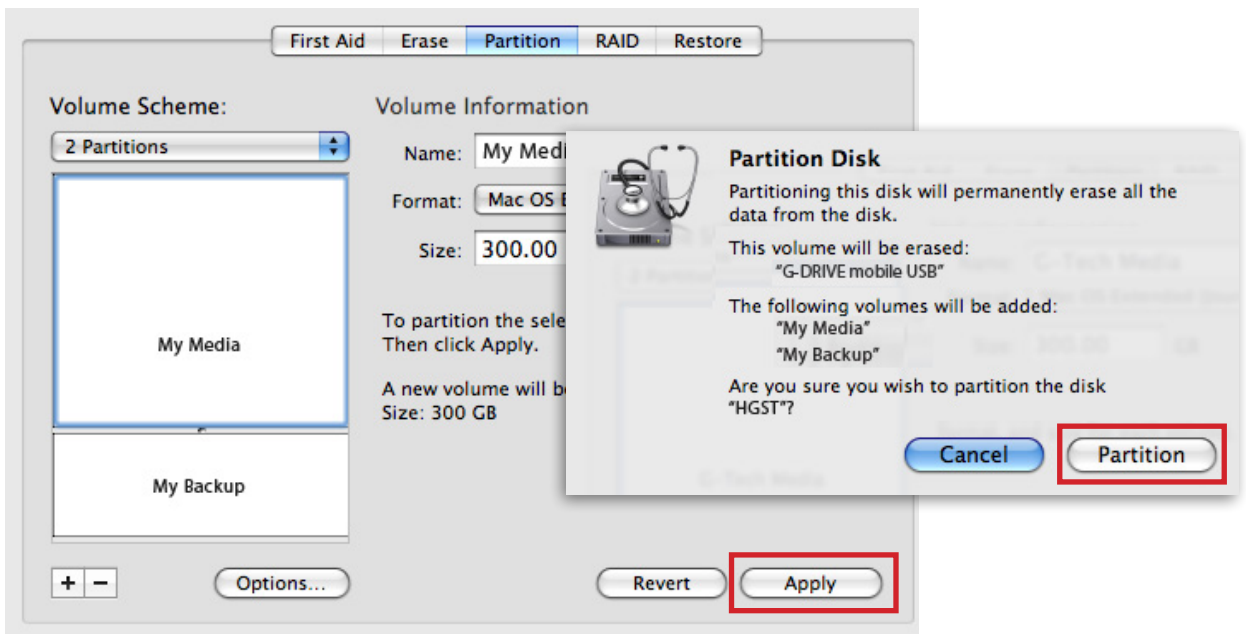 First Aid Erase Partition RAID Restore
Volume Scheme:
2 Partitions
My Media
My Backup
+ − Options...
Volume Information
Name: My Medi
Format: Mac OS E
Size: 300.00
To partition the sele
Then click Apply.
A new volume will b
Size: 300 GB
Revert Apply
Partition Disk
Partitioning this disk will permanently erase all the
data from the disk.
This volume will be erased:
“G-DRIVE mobile USB”
The following volumes will be added:
“My Media”
“My Backup”
Are you sure you wish to partition the disk
“HGST”?
Cancel Partition